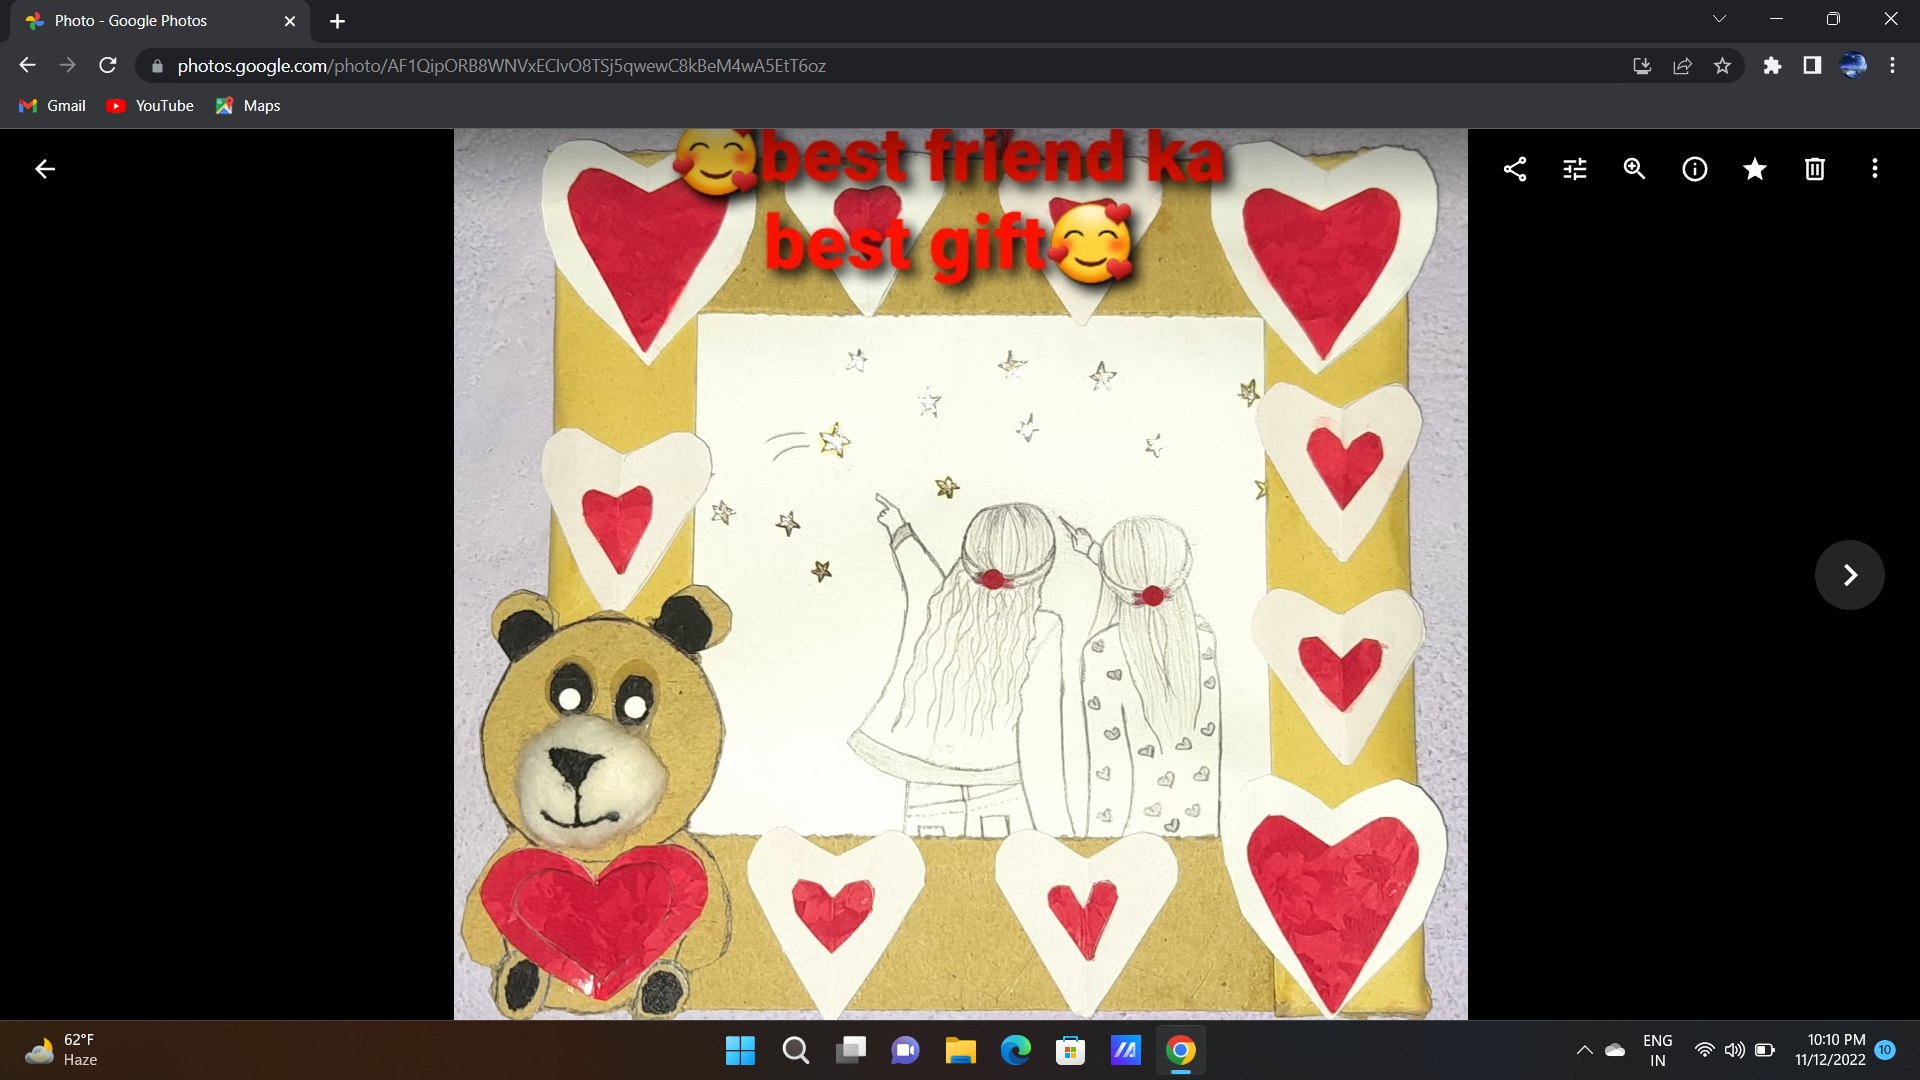 Photo - Google Photos
photos.google.com/photo/AF1QipORB8WNVxEClvO8TSj5qwewC8kBeM4wA5EtT6oz
Gmail YouTube Maps
🥰best friend ka
best gift🥰
62°F
Haze
ENG
IN
10:10 PM
11/12/2022
10